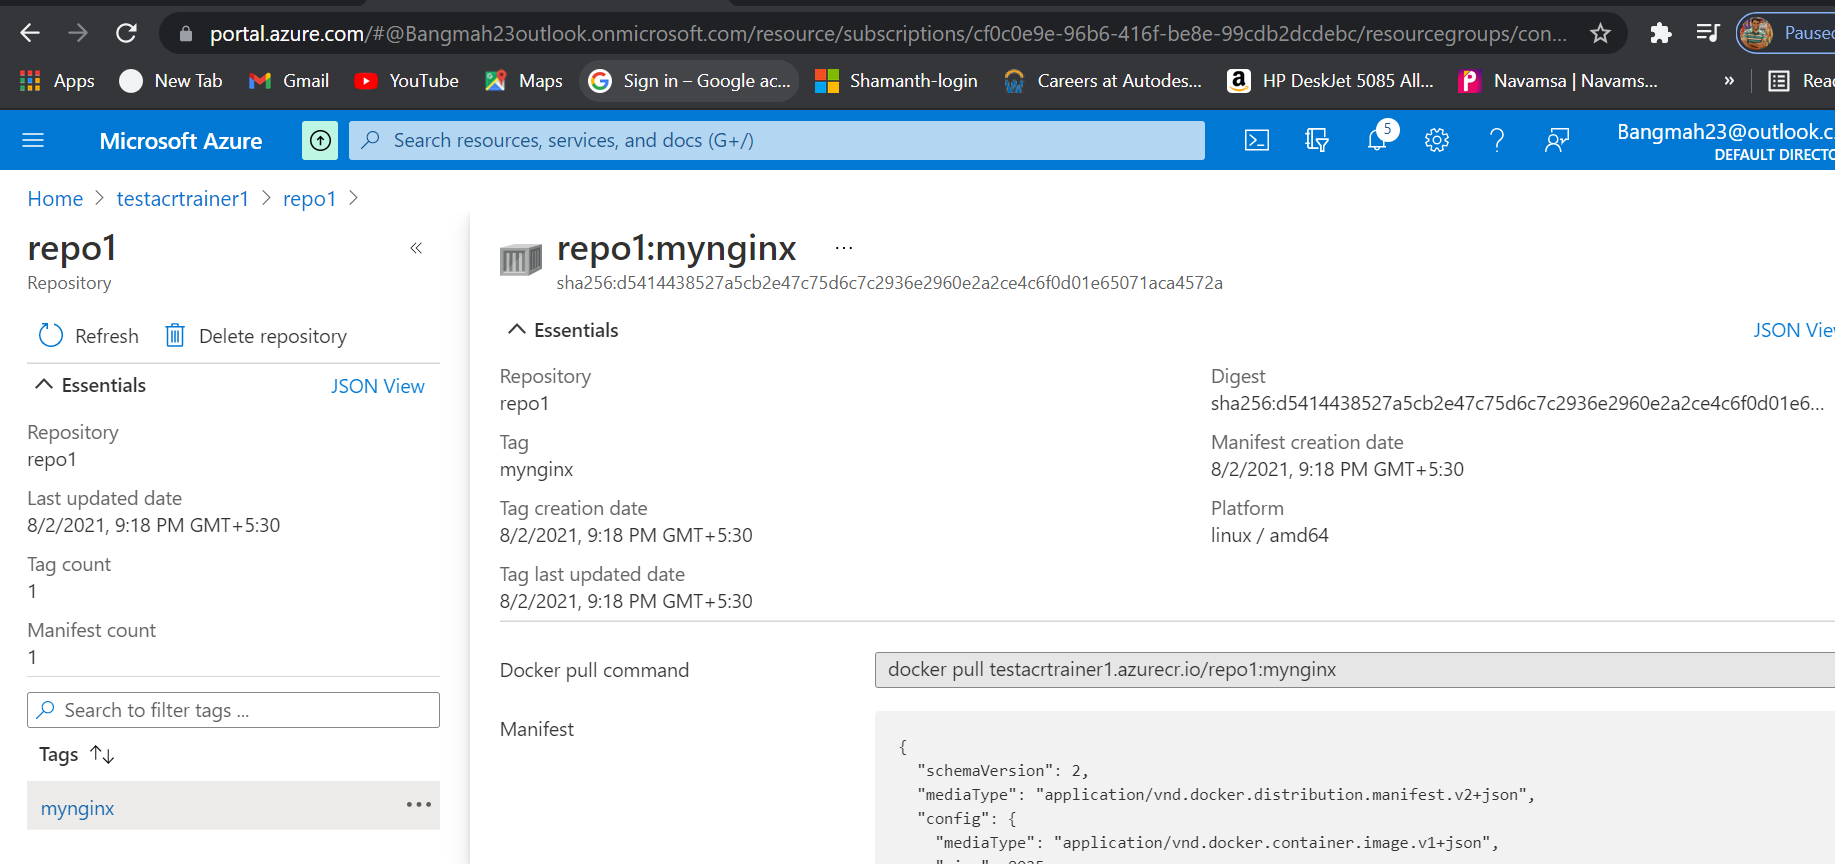 portal.azure.com/#@Bangmah23outlook.onmicrosoft.com/resource/subscriptions/cf0c0e9e-96b6-416f-be8e-99cdb2dcdebc/resourcegroups/con...
Paused
Apps New Tab Gmail YouTube Maps Sign in – Google ac... Shamanth-login Careers at Autodes... HP DeskJet 5085 All... Navamsa | Navams... » Read
Microsoft Azure
Search resources, services, and docs (G+/)
5
Bangmah23@outlook.c
DEFAULT DIRECTO
Home > testacrtrainer1 > repo1 >
repo1 «
Repository
Refresh Delete repository
Essentials JSON View
Repository
repo1
Last updated date
8/2/2021, 9:18 PM GMT+5:30
Tag count
1
Manifest count
1
Search to filter tags ...
Tags
mynginx ...
repo1:mynginx ...
sha256:d5414438527a5cb2e47c75d6c7c2936e2960e2a2ce4c6f0d01e65071aca4572a
Essentials JSON Vie
Repository
repo1
Tag
mynginx
Tag creation date
8/2/2021, 9:18 PM GMT+5:30
Tag last updated date
8/2/2021, 9:18 PM GMT+5:30
Digest
sha256:d5414438527a5cb2e47c75d6c7c2936e2960e2a2ce4c6f0d01e6...
Manifest creation date
8/2/2021, 9:18 PM GMT+5:30
Platform
linux / amd64
Docker pull command
docker pull testacrtrainer1.azurecr.io/repo1:mynginx
Manifest
{
"schemaVersion": 2,
"mediaType": "application/vnd.docker.distribution.manifest.v2+json",
"config": {
"mediaType": "application/vnd.docker.container.image.v1+json",